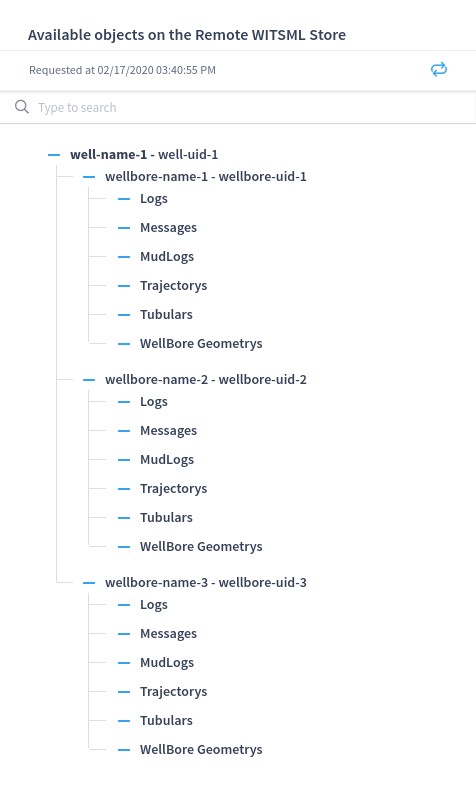 Available objects on the Remote WITSML Store
Requested at 02/17/2020 03:40:55 PM
Type to search
well-name-1 - well-uid-1
wellbore-name-1 - wellbore-uid-1
Logs
Messages
MudLogs
Trajectorys
Tubulars
WellBore Geometrys
wellbore-name-2 - wellbore-uid-2
Logs
Messages
MudLogs
Trajectorys
Tubulars
WellBore Geometrys
wellbore-name-3 - wellbore-uid-3
Logs
Messages
MudLogs
Trajectorys
Tubulars
WellBore Geometrys